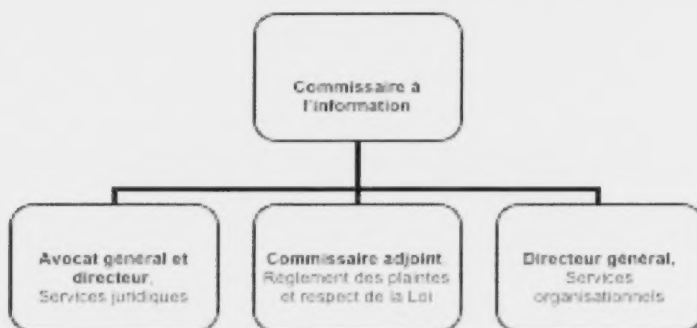 Commissaire à
l'information
Avocat général et
directeur,
Services juridiques
Commissaire adjoint
Règlement des plaintes
et respect de la Loi
Directeur général,
Services
organisationnels